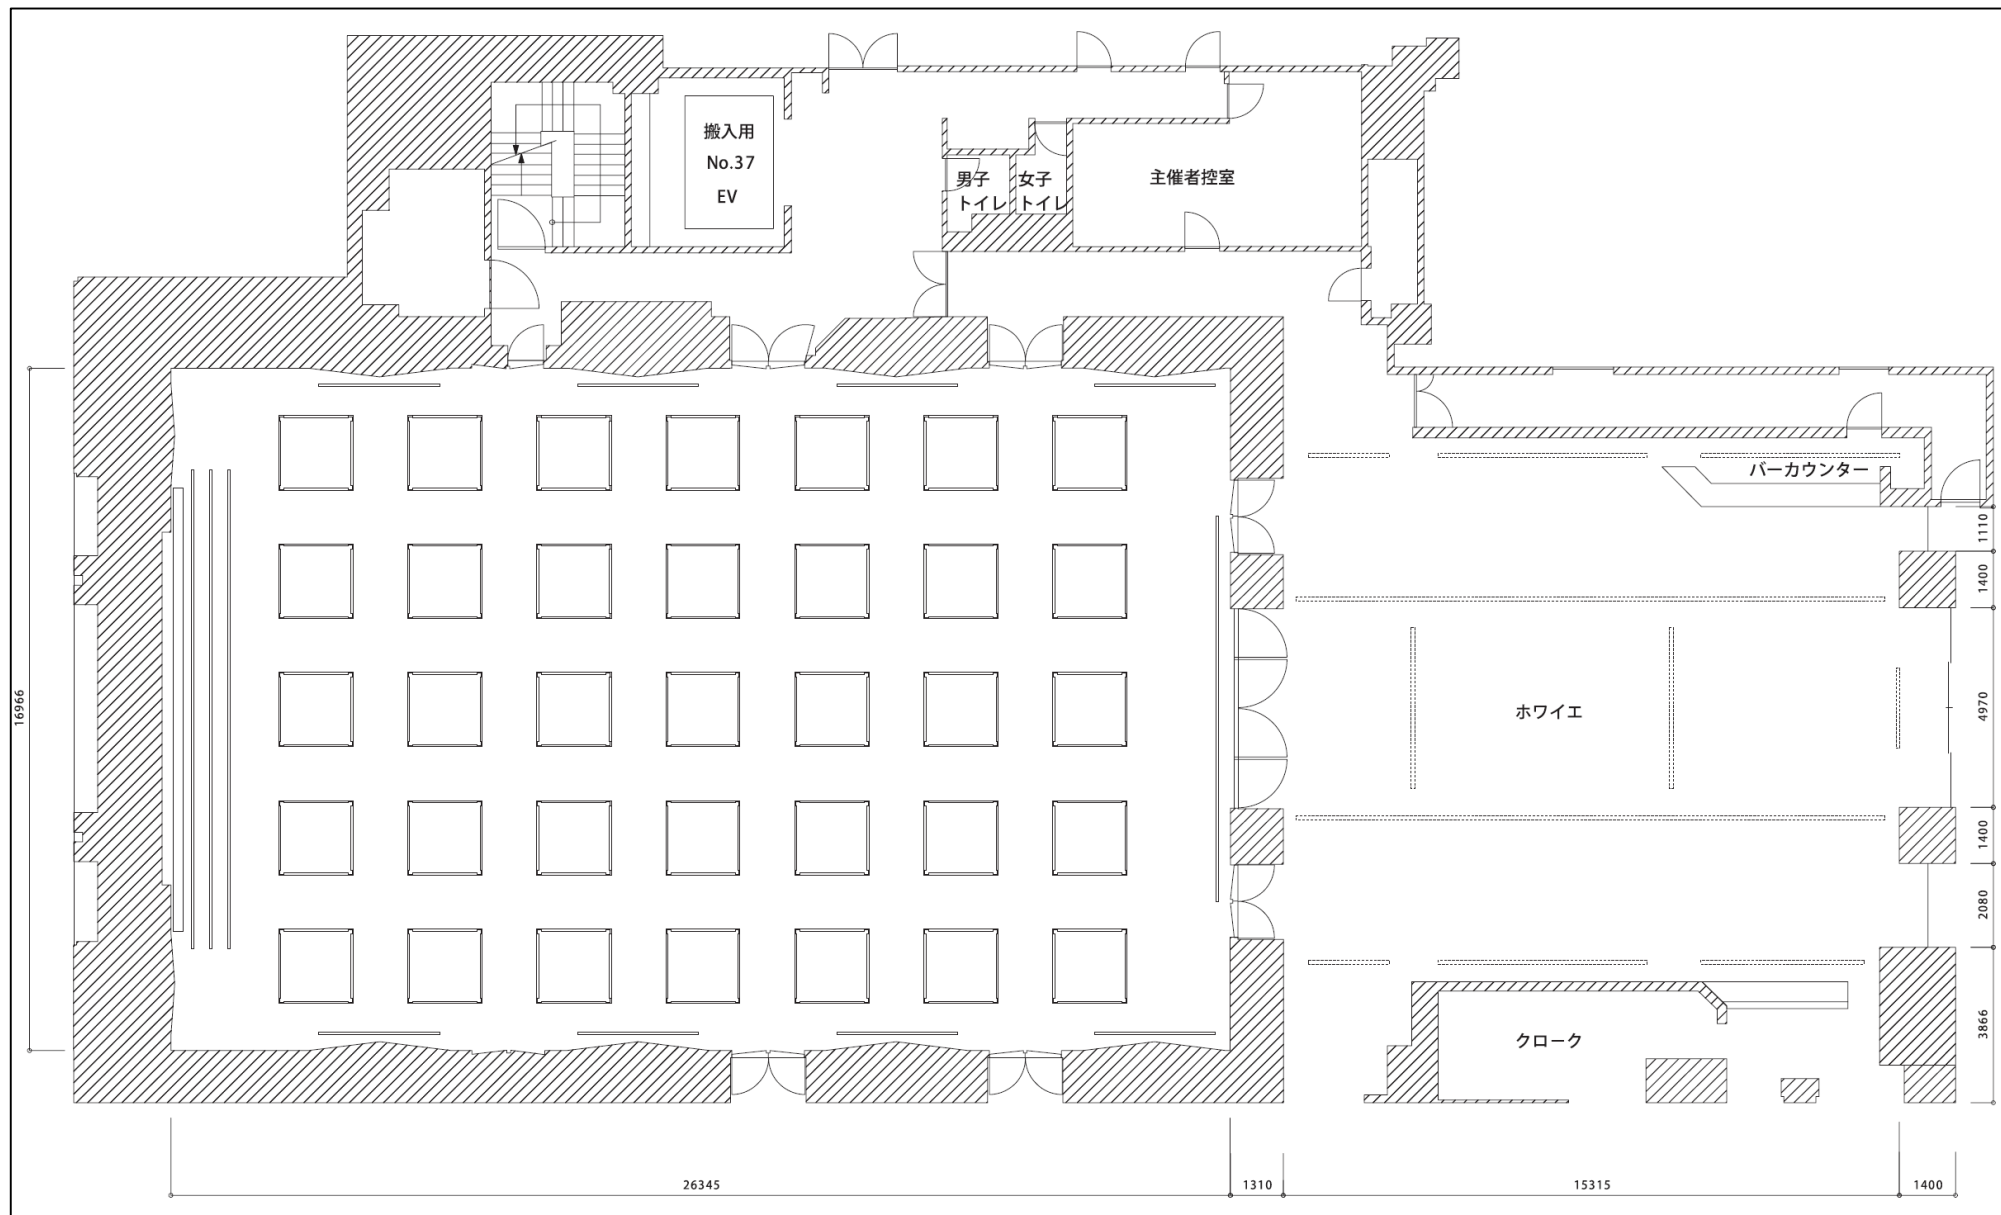 搬入用
No.37
EV
男子
トイレ
女子
トイレ
主催者控室
バーカウンター
1110
1400
4970
16966
ホワイエ
1400
2080
3866
クローク
26345
1310
15315
1400